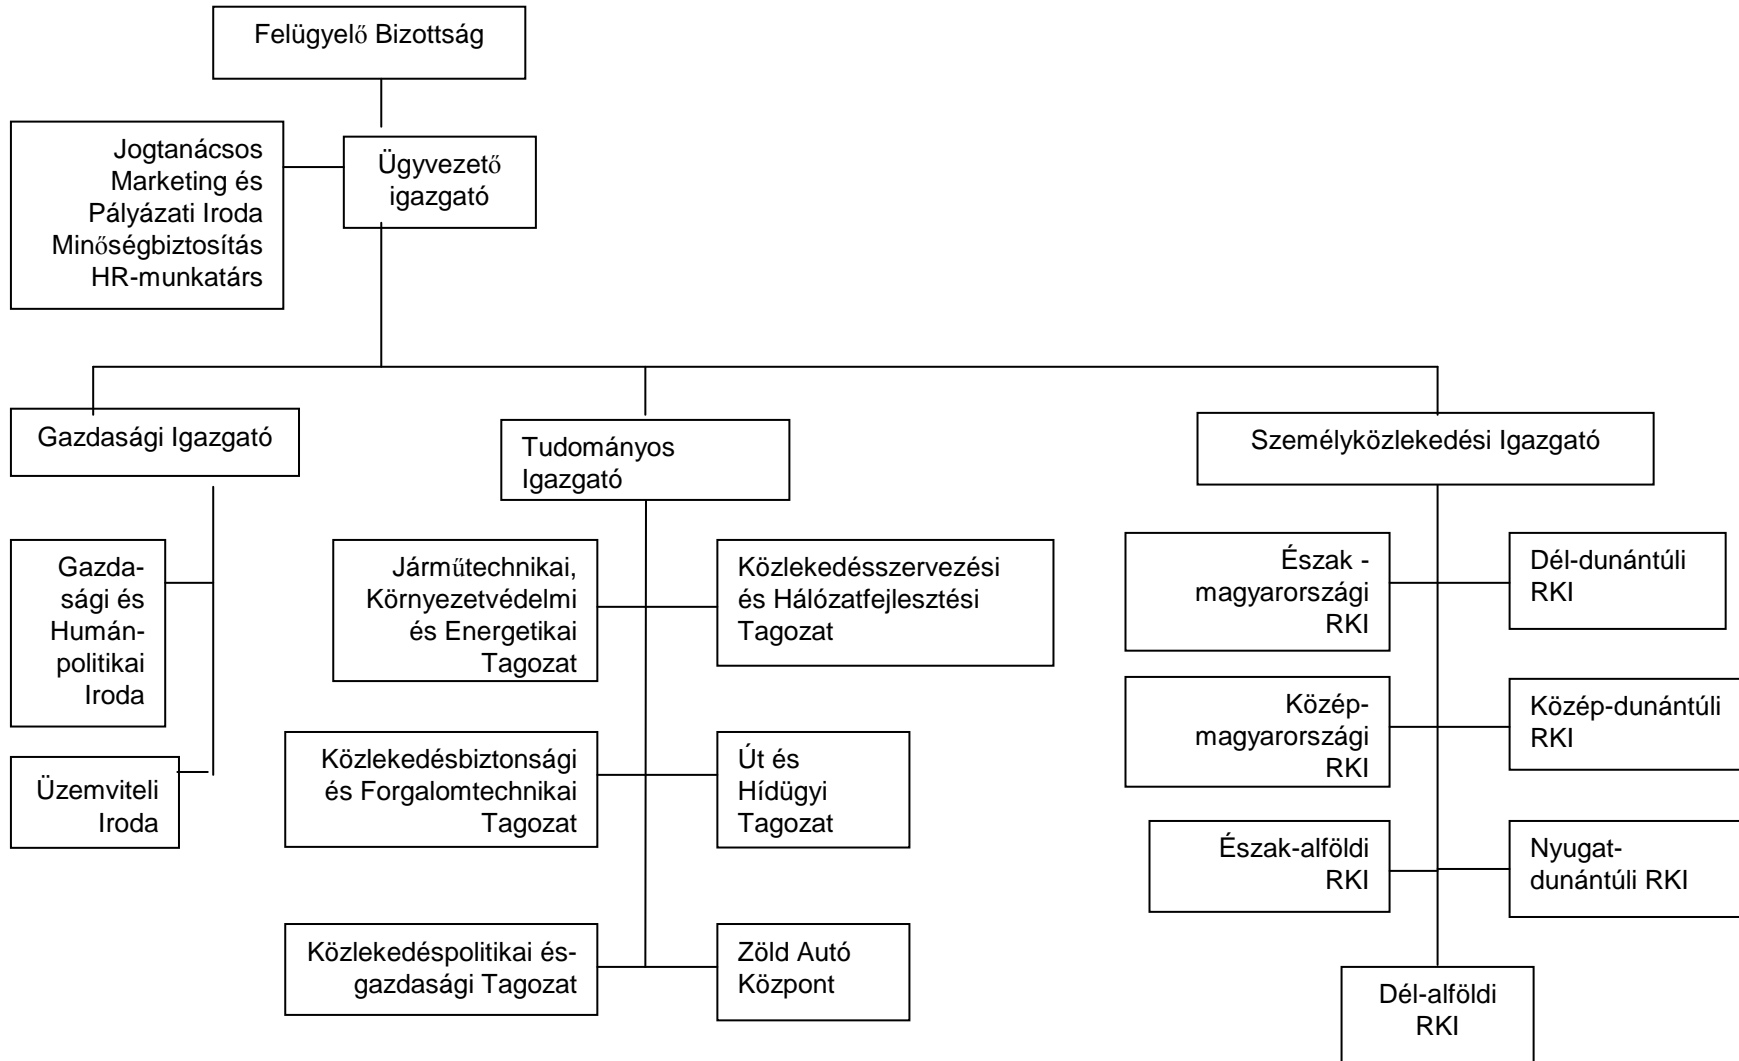 Felügyelő Bizottság
Jogtanácsos
Marketing és
Pályázati Iroda
Minőségbiztosítás
HR-munkatárs
Ügyvezető
igazgató
Gazdasági Igazgató
Tudományos
Igazgató
Személyközlekedési Igazgató
Gazda-
sági és
Humán-
politikai
Iroda
Üzemviteli
Iroda
Járműtechnikai,
Környezetvédelmi
és Energetikai
Tagozat
Közlekedésszervezési
és Hálózatfejlesztési
Tagozat
Közlekedésbiztonsági
és Forgalomtechnikai
Tagozat
Út és
Hídügyi
Tagozat
Közlekedéspolitikai és-
gazdasági Tagozat
Zöld Autó
Központ
Észak -
magyarországi
RKI
Dél-dunántúli
RKI
Közép-
magyarországi
RKI
Közép-dunántúli
RKI
Észak-alföldi
RKI
Nyugat-
dunántúli RKI
Dél-alföldi
RKI